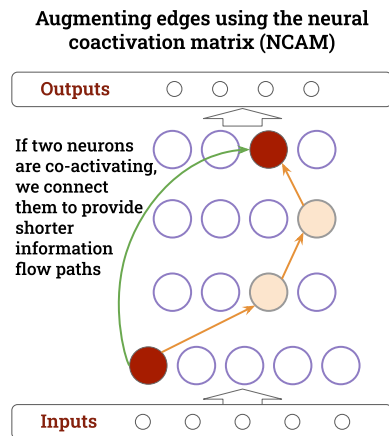 Augmenting edges using the neural
coactivation matrix (NCAM)
Outputs
If two neurons
are co-activating,
we connect
them to provide
shorter
information
flow paths
Inputs